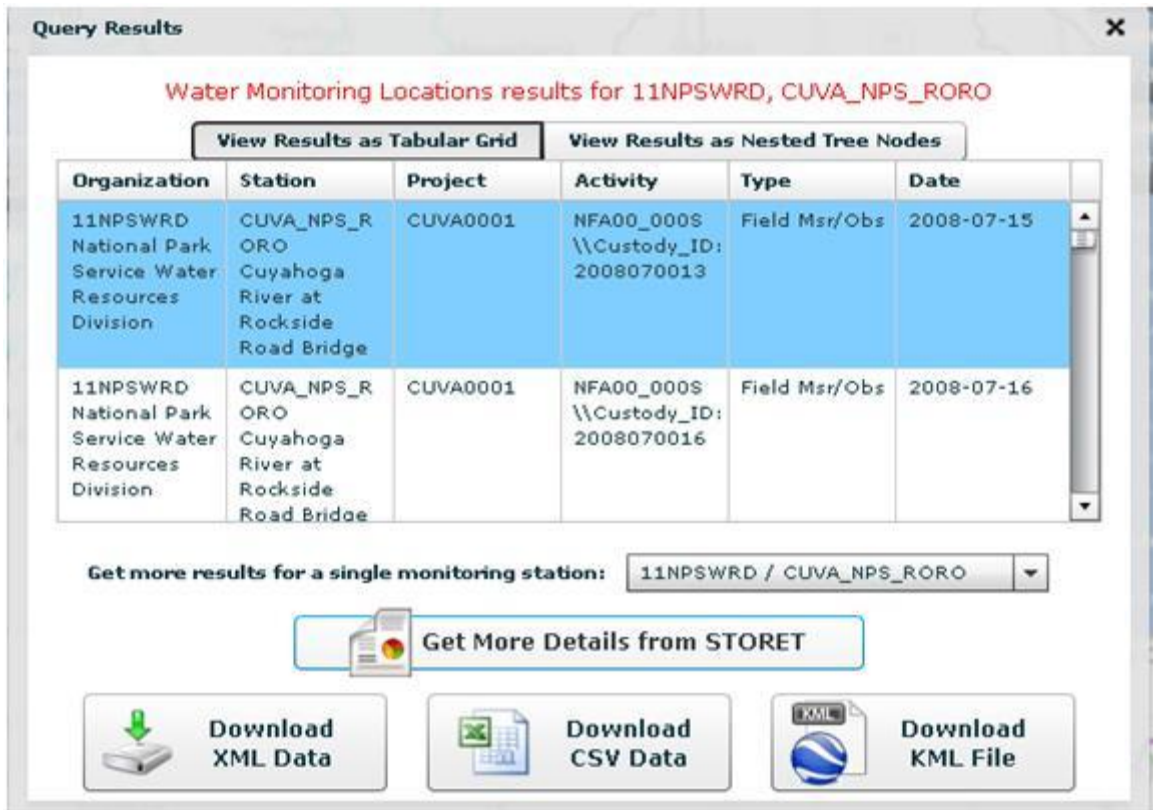 Query Results
Water Monitoring Locations results for 11NPSWRD, CUVA_NPS_RORO
View Results as Tabular Grid
View Results as Nested Tree Nodes
Organization Station Project Activity Type Date
11NPSWRD CUVA_NPS_R CUVA0001 NFA00_000S Field Msr/Obs 2008-07-15
National Park ORO \\Custody_ID:
Service Water Cuyahoga 2008070013
Resources River at
Division Rockside
Road Bridge
11NPSWRD CUVA_NPS_R CUVA0001 NFA00_000S Field Msr/Obs 2008-07-16
National Park ORO \\Custody_ID:
Service Water Cuyahoga 2008070016
Resources River at
Division Rockside
Road Bridge
Get more results for a single monitoring station: 11NPSWRD / CUVA_NPS_RORO
Get More Details from STORET
Download
XML Data
Download
CSV Data
KML
Download
KML File